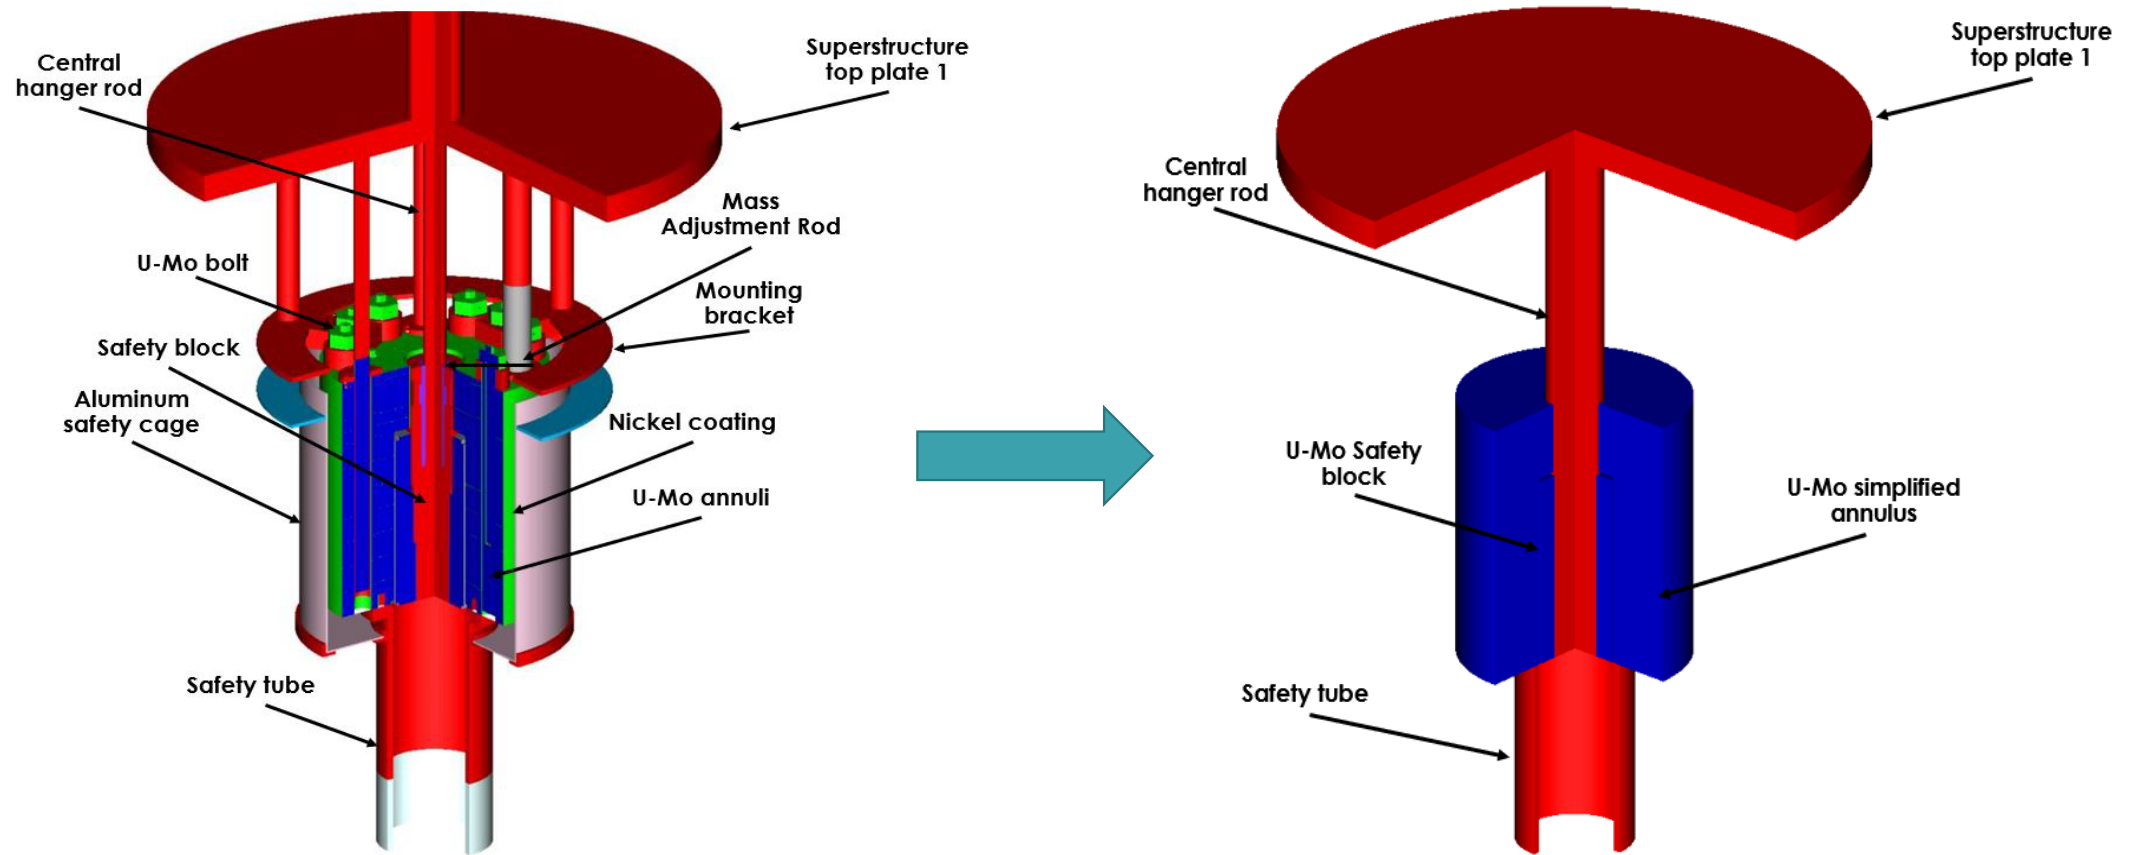 Central
hanger rod
Superstructure
top plate 1
Mass
Adjustment Rod
U-Mo bolt
Mounting
bracket
Safety block
Aluminum
safety cage
Nickel coating
U-Mo annuli
Safety tube
Superstructure
top plate 1
Central
hanger rod
U-Mo Safety
block
U-Mo simplified
annulus
Safety tube